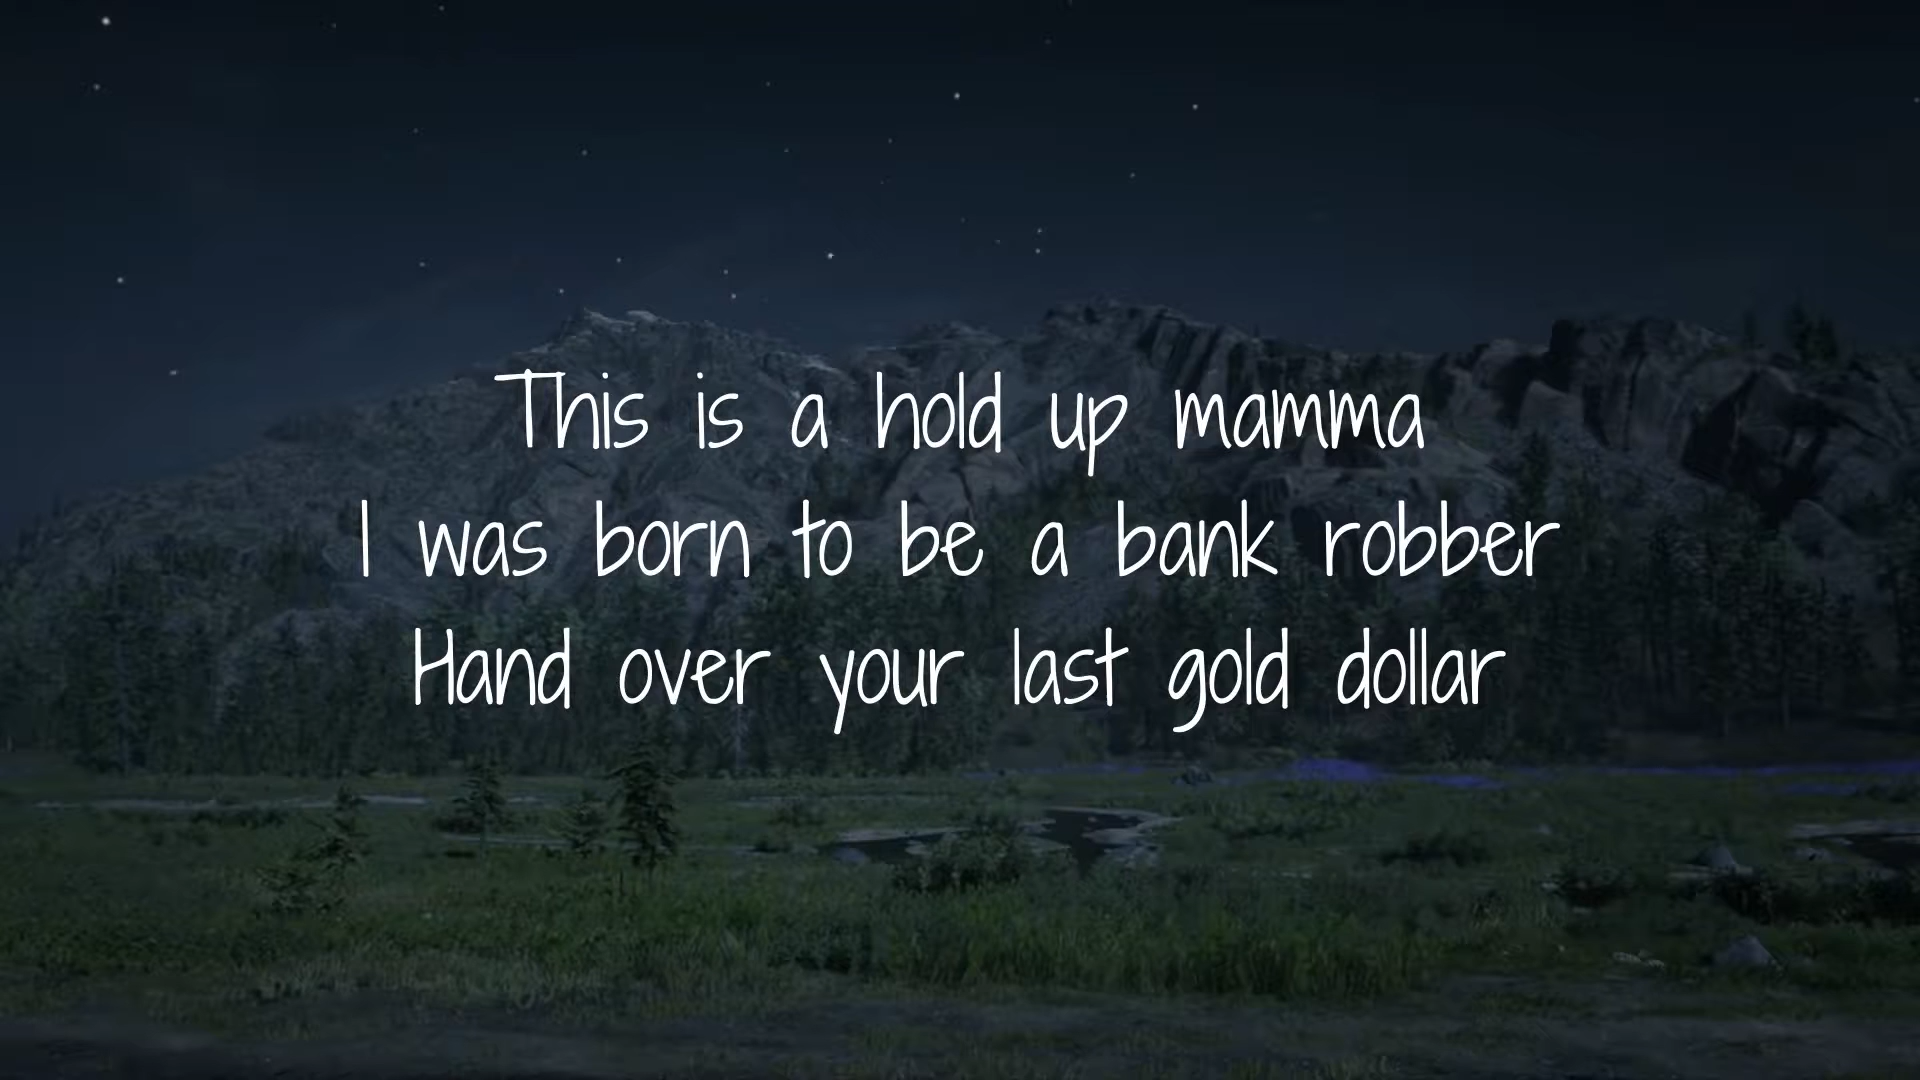 This is a hold up mamma
I was born to be a bank robber
Hand over your last gold dollar